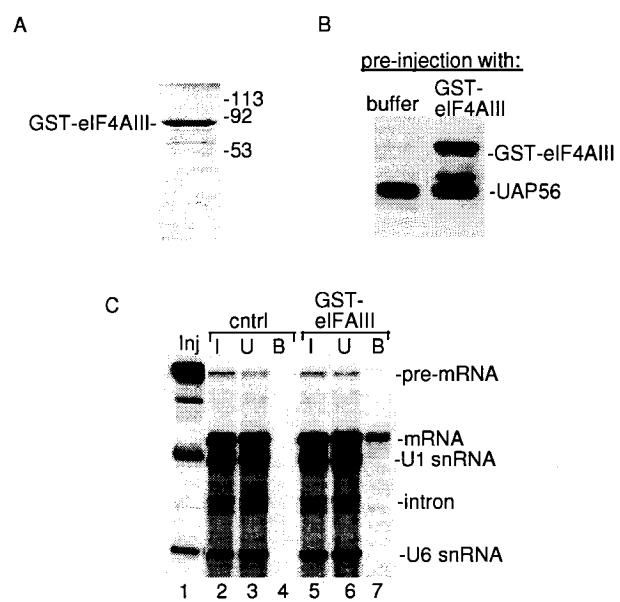 A
-113
GST-eIF4AIII-
-92
-53
B
pre-injection with:
buffer
GST-
eIF4AIII
-GST-eIF4AIII
-UAP56
C
cntrl
GST-
eIFAIII
Inj
I U B
I U B
-pre-mRNA
-mRNA
-U1 snRNA
-intron
-U6 snRNA
1 2 3 4 5 6 7